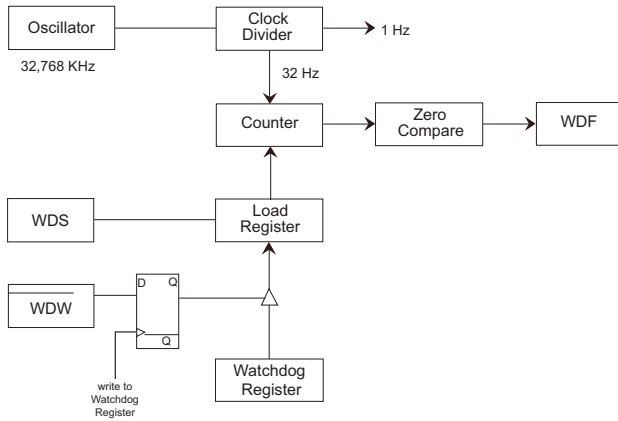 Oscillator
Clock
Divider
1 Hz
32,768 KHz
32 Hz
Counter
Zero
Compare
WDF
WDS
Load
Register
WDW
D Q
Q
write to
Watchdog
Register
Watchdog
Register